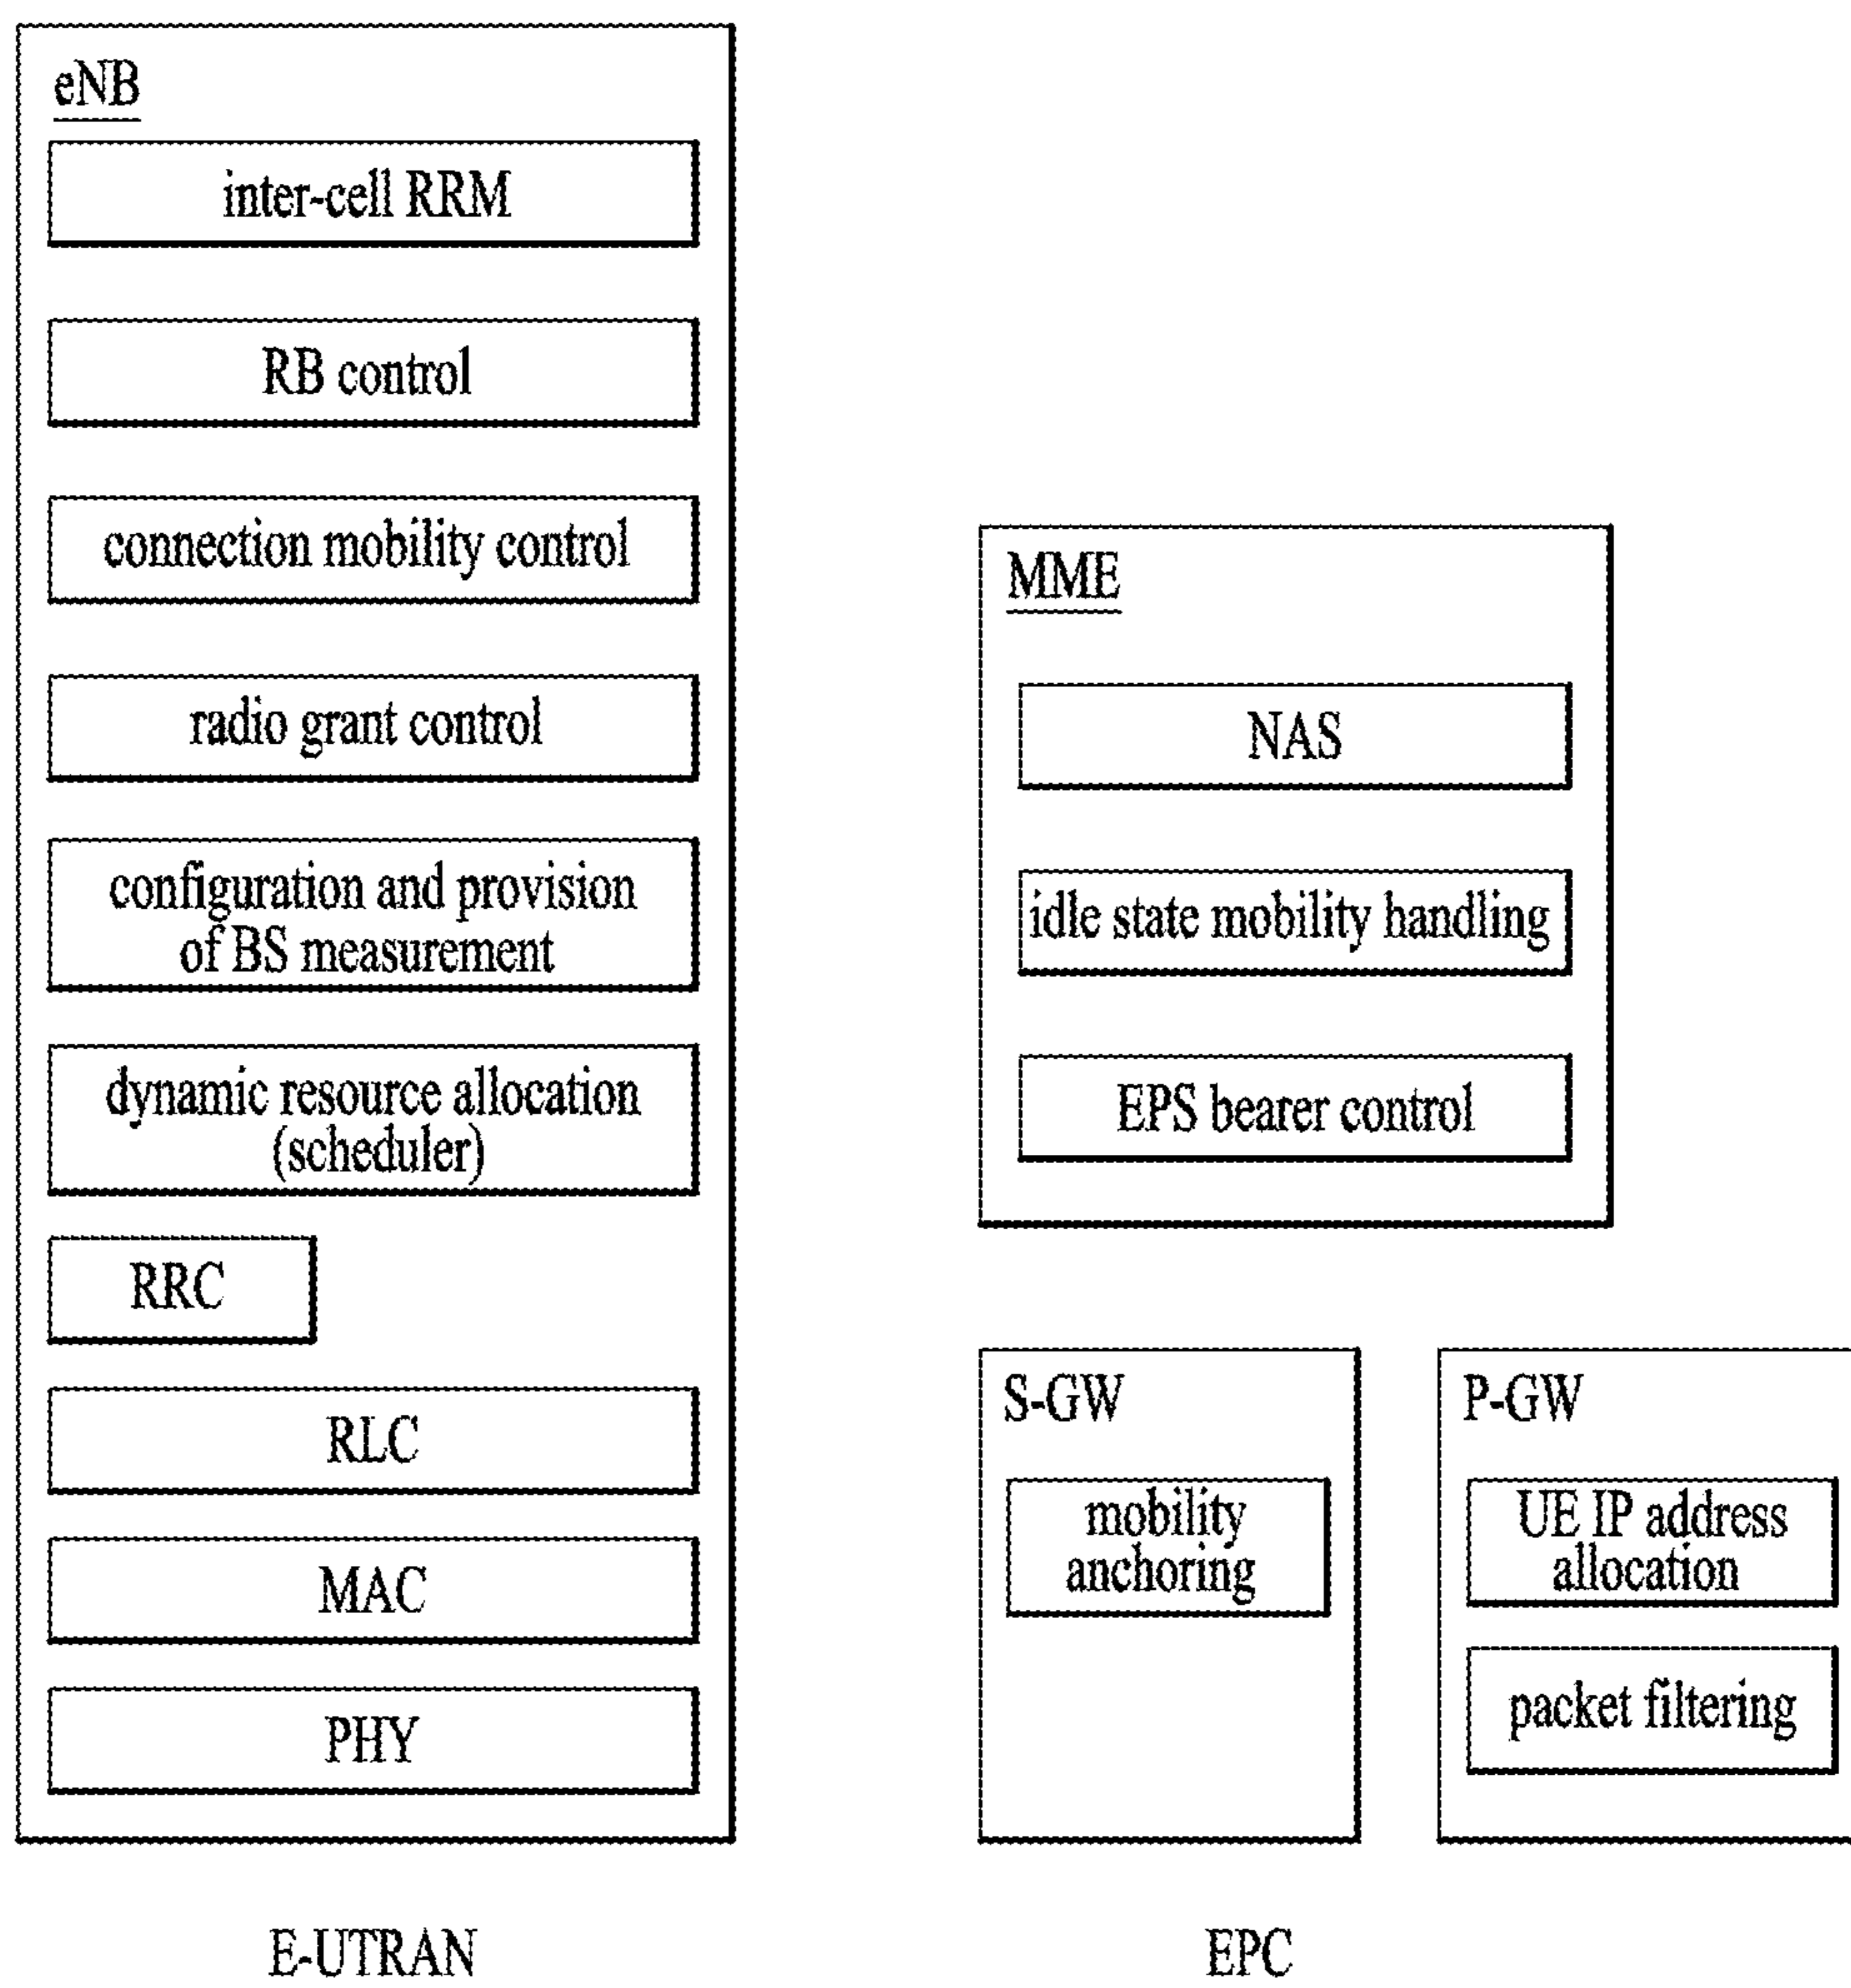 eNB
inter-cell RRM
RB control
connection mobility control
radio grant control
configuration and provision
of BS measurement
dynamic resource allocation
(scheduler)
RRC
RLC
MAC
PHY
E-UTRAN
MME
NAS
idle state mobility handling
EPS bearer control
S-GW
mobility
anchoring
P-GW
UE IP address
allocation
packet filtering
EPC